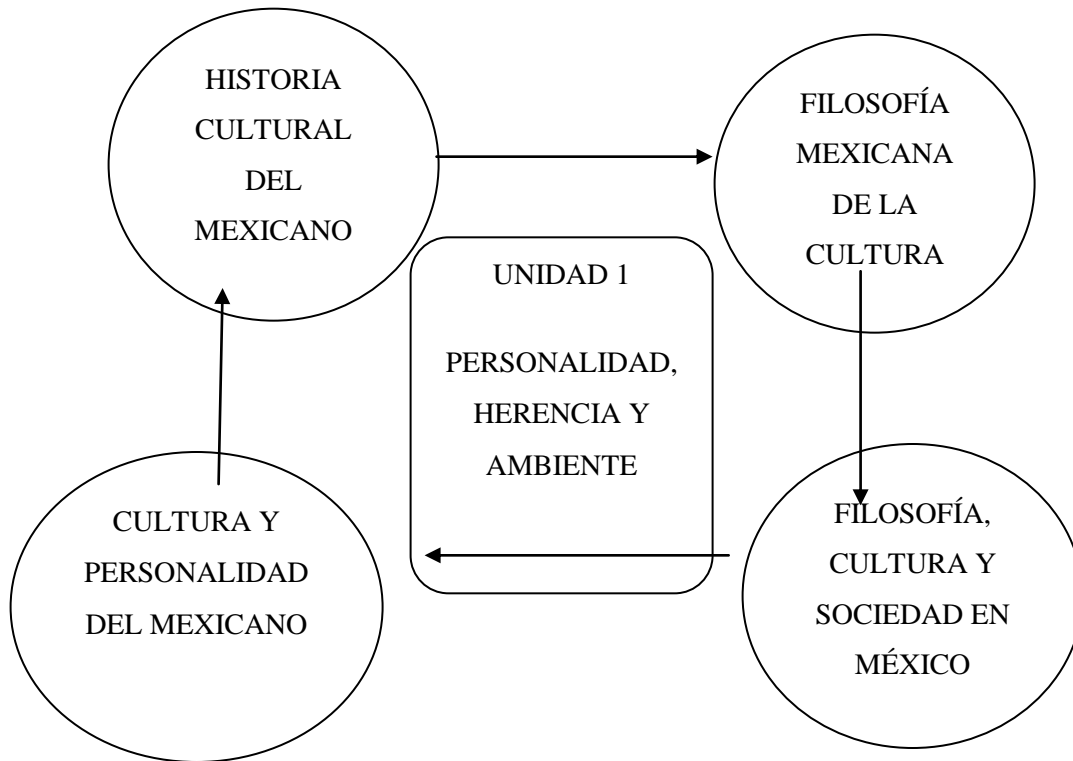 HISTORIA
CULTURAL
DEL
MEXICANO
FILOSOFÍA
MEXICANA
DE LA
CULTURA
UNIDAD 1
PERSONALIDAD,
HERENCIA Y
AMBIENTE
CULTURA Y
PERSONALIDAD
DEL MEXICANO
FILOSOFÍA,
CULTURA Y
SOCIEDAD EN
MÉXICO